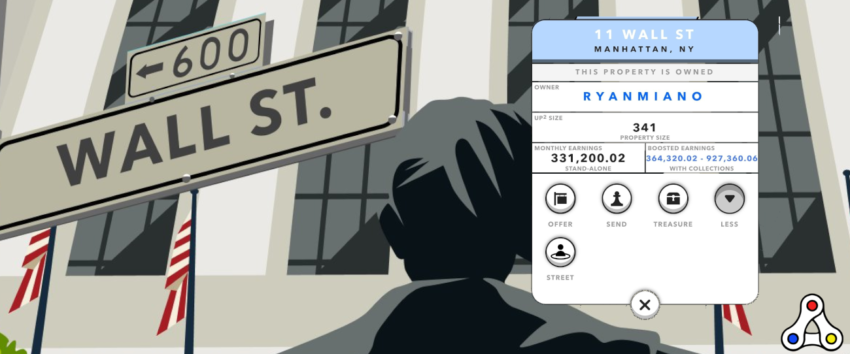 ←600
WALL ST.
11 WALL ST
MANHATTAN, NY
THIS PROPERTY IS OWNED
OWNER
RYANMIANO
UP² SIZE
341
PROPERTY SIZE
MONTHLY EARNINGS
331,200.02
STAND-ALONE
BOOSTED EARNINGS
364,320.02 - 927,360.06
WITH COLLECTIONS
OFFER
SEND
TREASURE
LESS
STREET